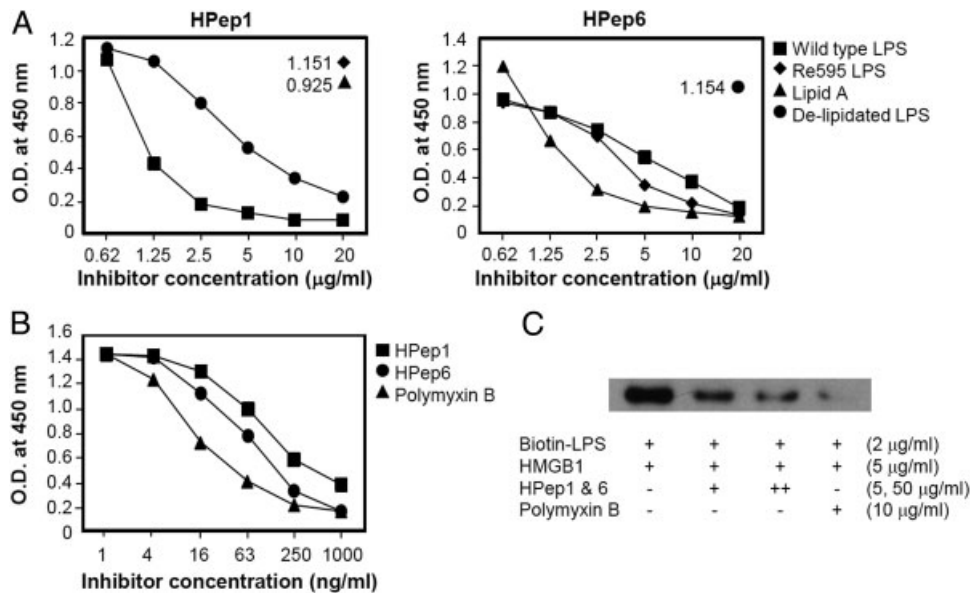 A
HPep1
HPep6
O.D. at 450 nm
1.2
1.0
0.8
0.6
0.4
0.2
0
1.151
0.925
0.62 1.25 2.5 5 10 20
Inhibitor concentration (μg/ml)
O.D. at 450 nm
1.4
1.2
1.0
0.8
0.6
0.4
0.2
0
1.154
0.62 1.25 2.5 5 10 20
Inhibitor concentration (μg/ml)
Wild type LPS
Re595 LPS
Lipid A
De-lipidated LPS
B
O.D. at 450 nm
1.6
1.4
1.2
1.0
0.8
0.6
0.4
0.2
0
1 4 16 63 250 1000
Inhibitor concentration (ng/ml)
HPep1
HPep6
Polymyxin B
C
Biotin-LPS + + + + (2 μg/ml)
HMGB1 + + + + (5 μg/ml)
HPep1 & 6 - + ++ - (5, 50 μg/ml)
Polymyxin B - - - + (10 μg/ml)